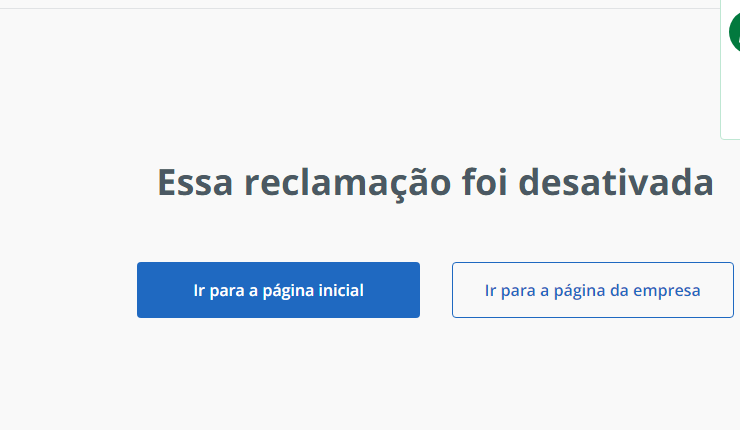 Essa reclamação foi desativada
Ir para a página inicial
Ir para a página da empresa